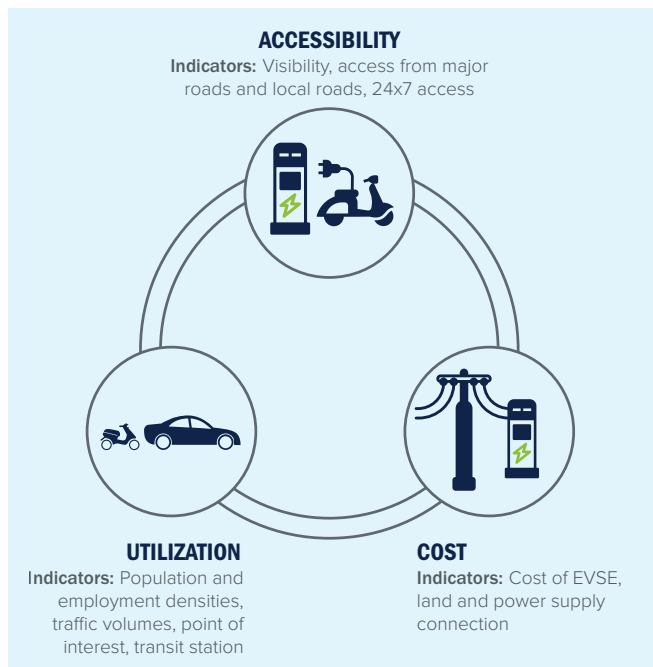 ACCESSIBILITY
Indicators: Visibility, access from major
roads and local roads, 24x7 access
UTILIZATION
Indicators: Population and
employment densities,
traffic volumes, point of
interest, transit station
COST
Indicators: Cost of EVSE,
land and power supply
connection